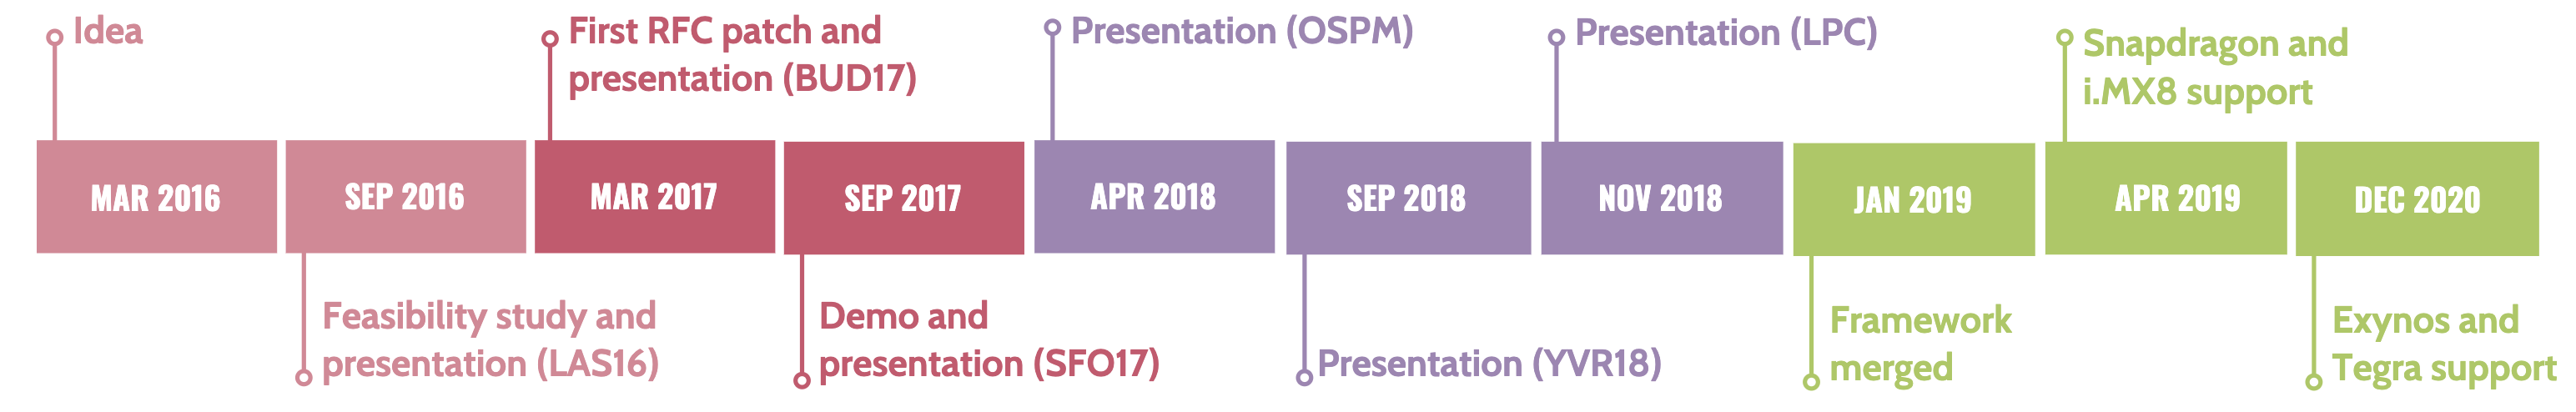 Idea
First RFC patch and
presentation (BUD17)
Presentation (OSPM)
Presentation (LPC)
Snapdragon and
i.MX8 support
MAR 2016
SEP 2016
MAR 2017
SEP 2017
APR 2018
SEP 2018
NOV 2018
JAN 2019
APR 2019
DEC 2020
Feasibility study and
presentation (LAS16)
Demo and
presentation (SFO17)
Presentation (YVR18)
Framework
merged
Exynos and
Tegra support